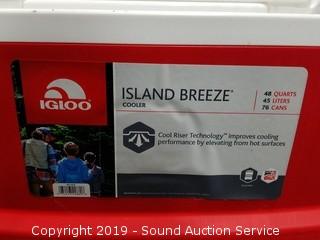 IGLOO
ISLAND BREEZE®
COOLER
48 QUARTS
45 LITERS
76 CANS
Cool Riser Technology™ improves cooling
performance by elevating from hot surfaces
Copyright 2019 - Sound Auction Service